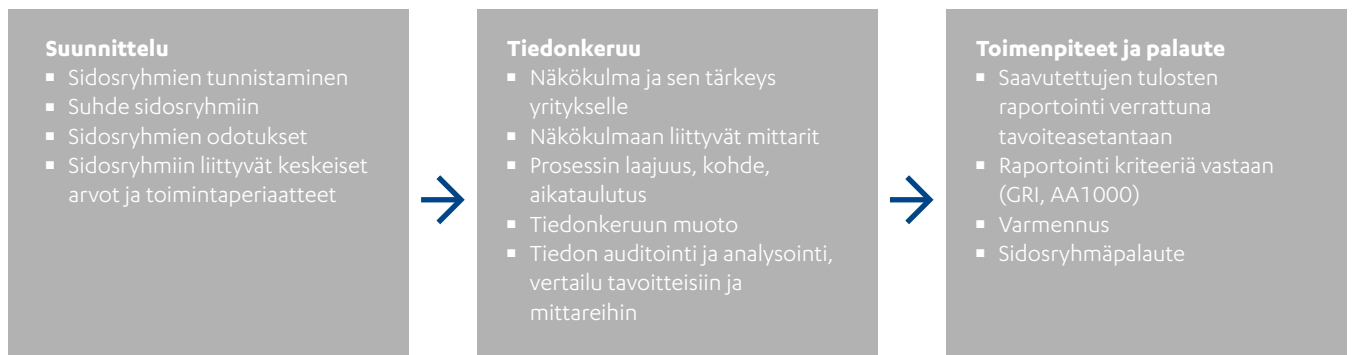 Suunnittelu
▪ Sidosryhmien tunnistaminen
▪ Suhde sidosryhmiin
▪ Sidosryhmien odotukset
▪ Sidosryhmiin liittyvät keskeiset
arvot ja toimintaperiaatteet
Tiedonkeruu
▪ Näkökulma ja sen tärkeys
yritykselle
▪ Näkökulmaan liittyvät mittarit
▪ Prosessin laajuus, kohde,
aikataulutus
▪ Tiedonkeruun muoto
▪ Tiedon auditointi ja analysointi,
vertailu tavoitteisiin ja
mittareihin
Toimenpiteet ja palaute
▪ Saavutettujen tulosten
raportointi verrattuna
tavoiteasetantaan
▪ Raportointi kriteeriä vastaan
(GRI, AA1000)
▪ Varmennus
▪ Sidosryhmäpalaute